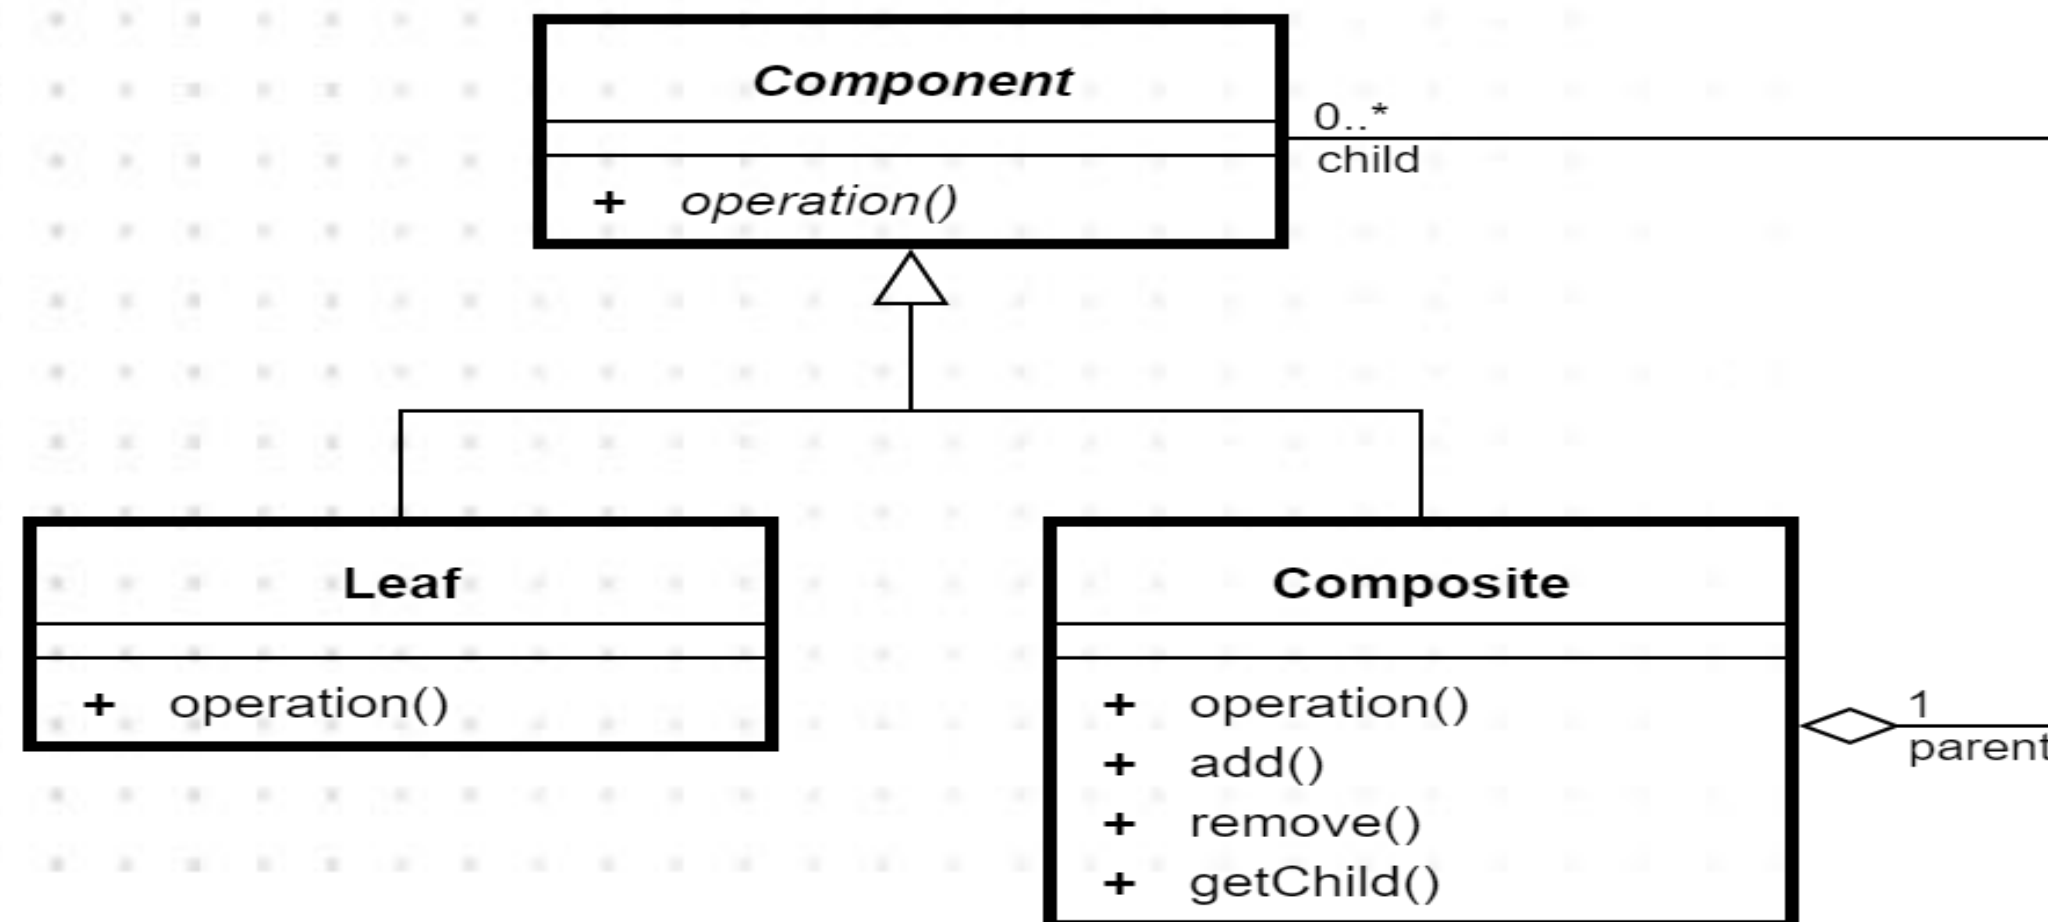 Component
0..*
child
+ operation()
Leaf
+ operation()
Composite
+ operation()
+ add()
+ remove()
+ getChild()
1
parent